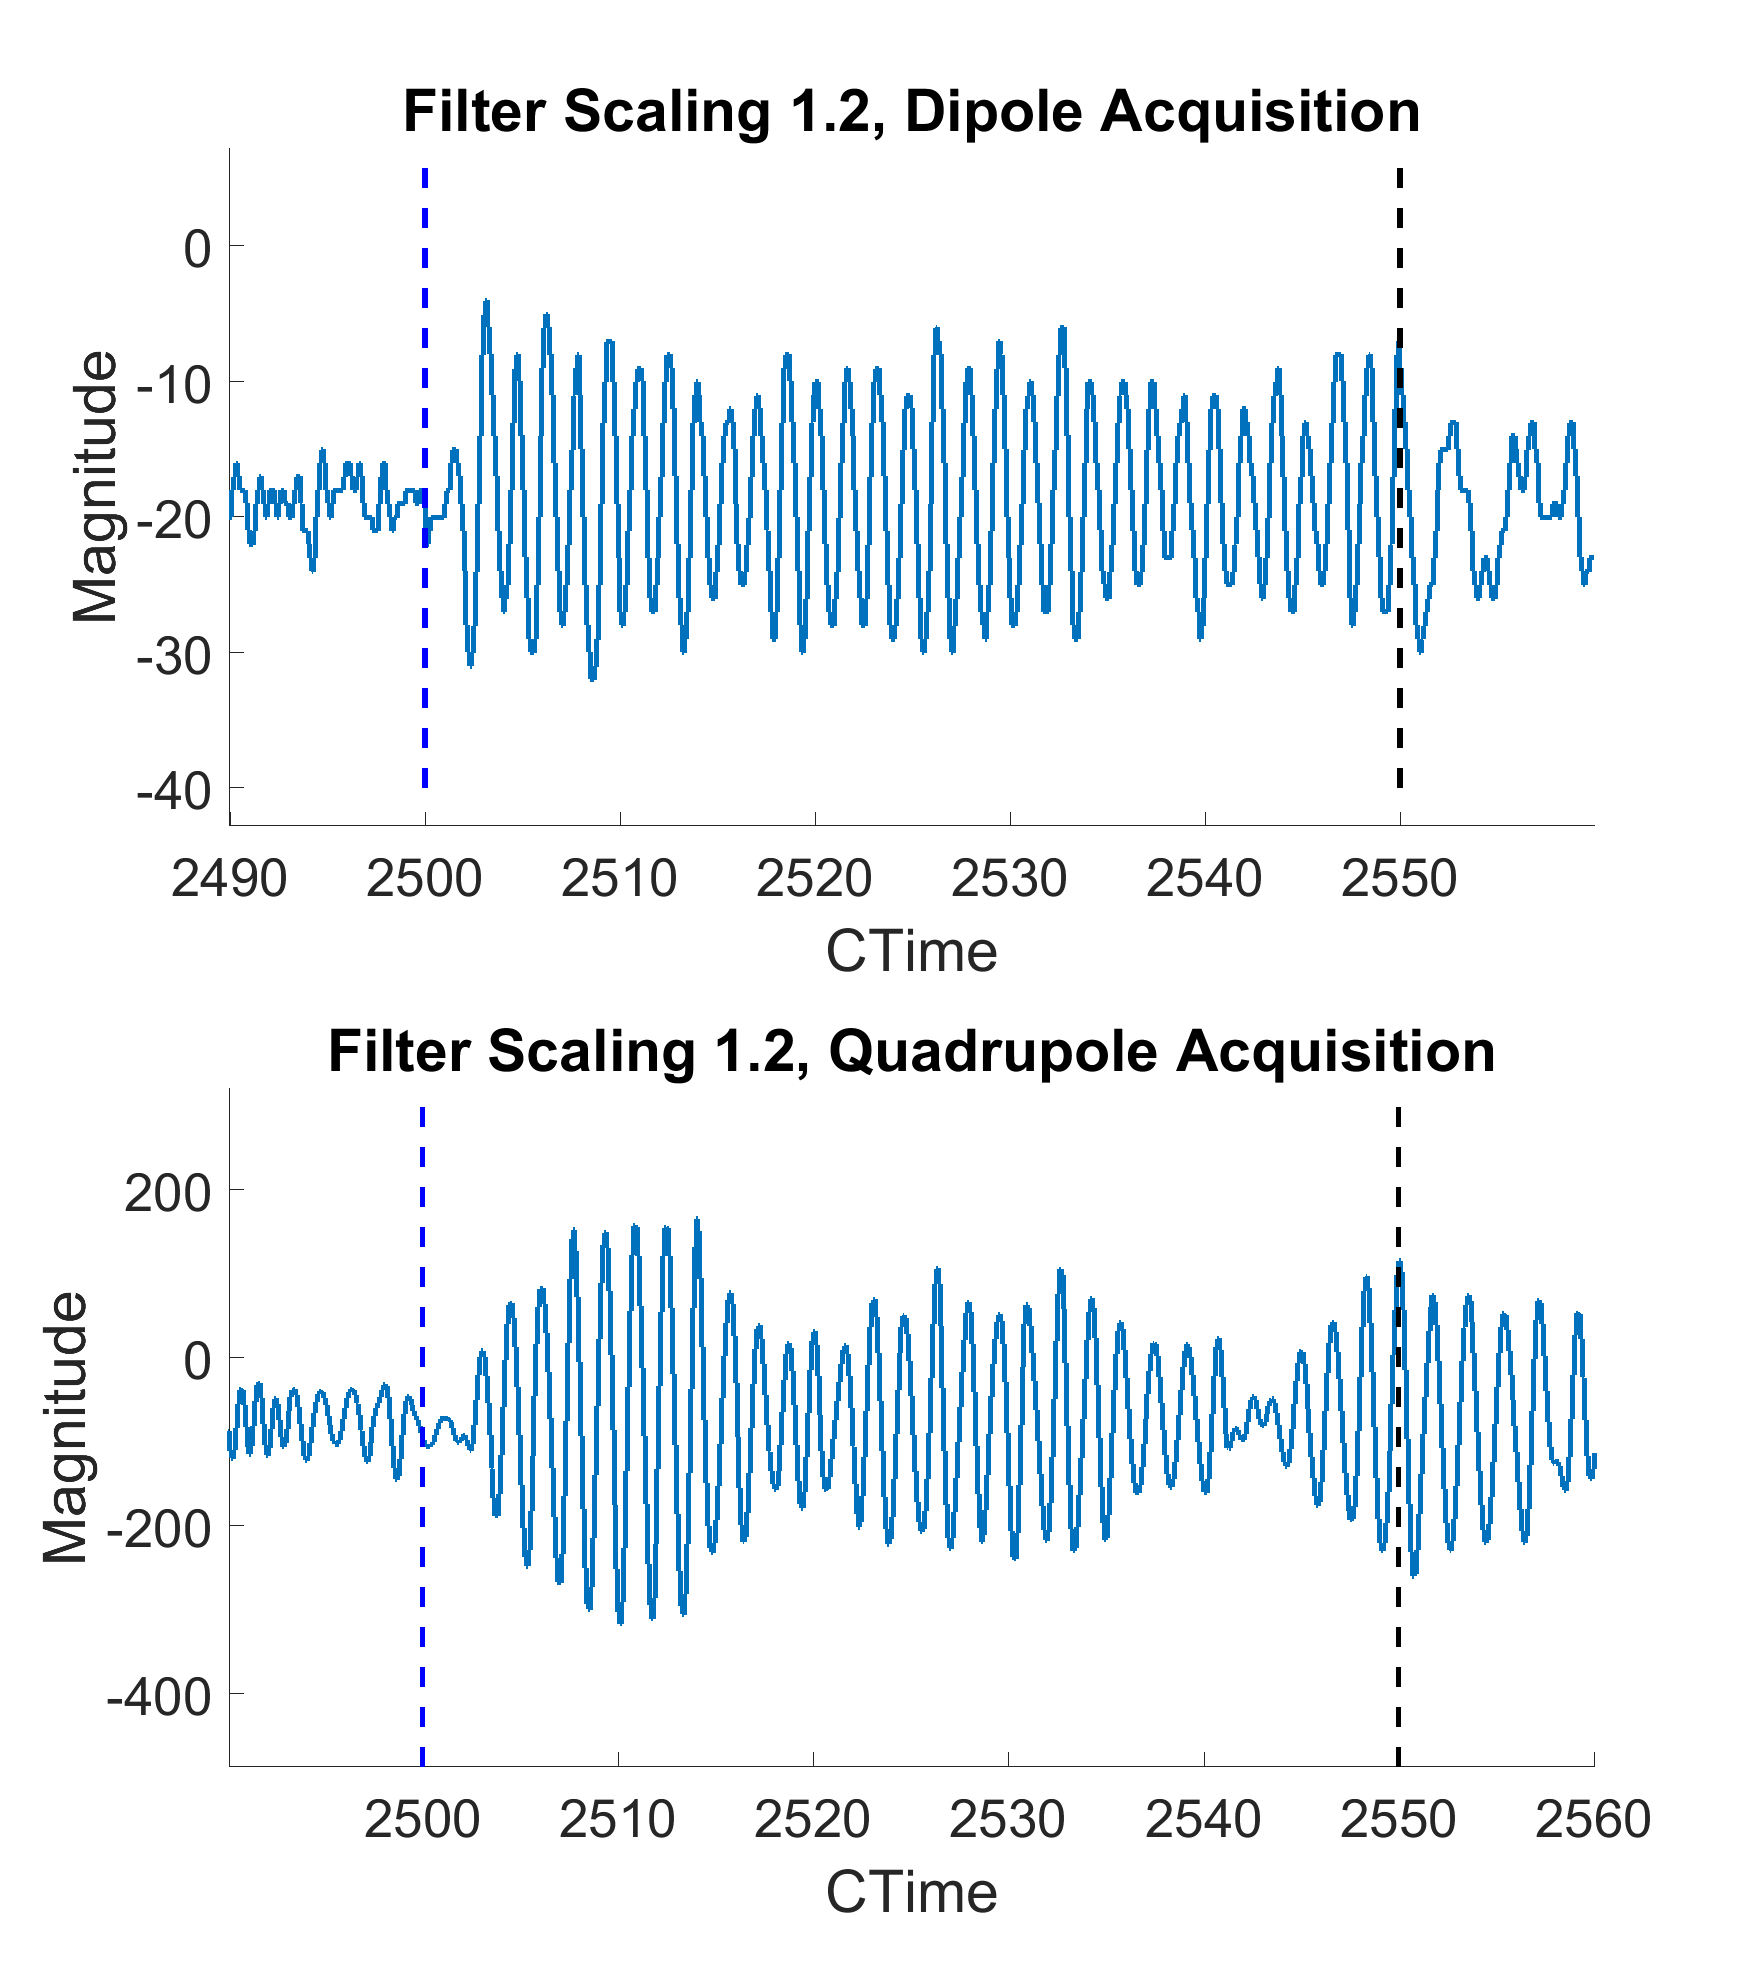 Filter Scaling 1.2, Dipole Acquisition
Magnitude
0
-10
-20
-30
-40
2490 2500 2510 2520 2530 2540 2550
CTime
Filter Scaling 1.2, Quadrupole Acquisition
Magnitude
200
0
-200
-400
2500 2510 2520 2530 2540 2550 2560
CTime